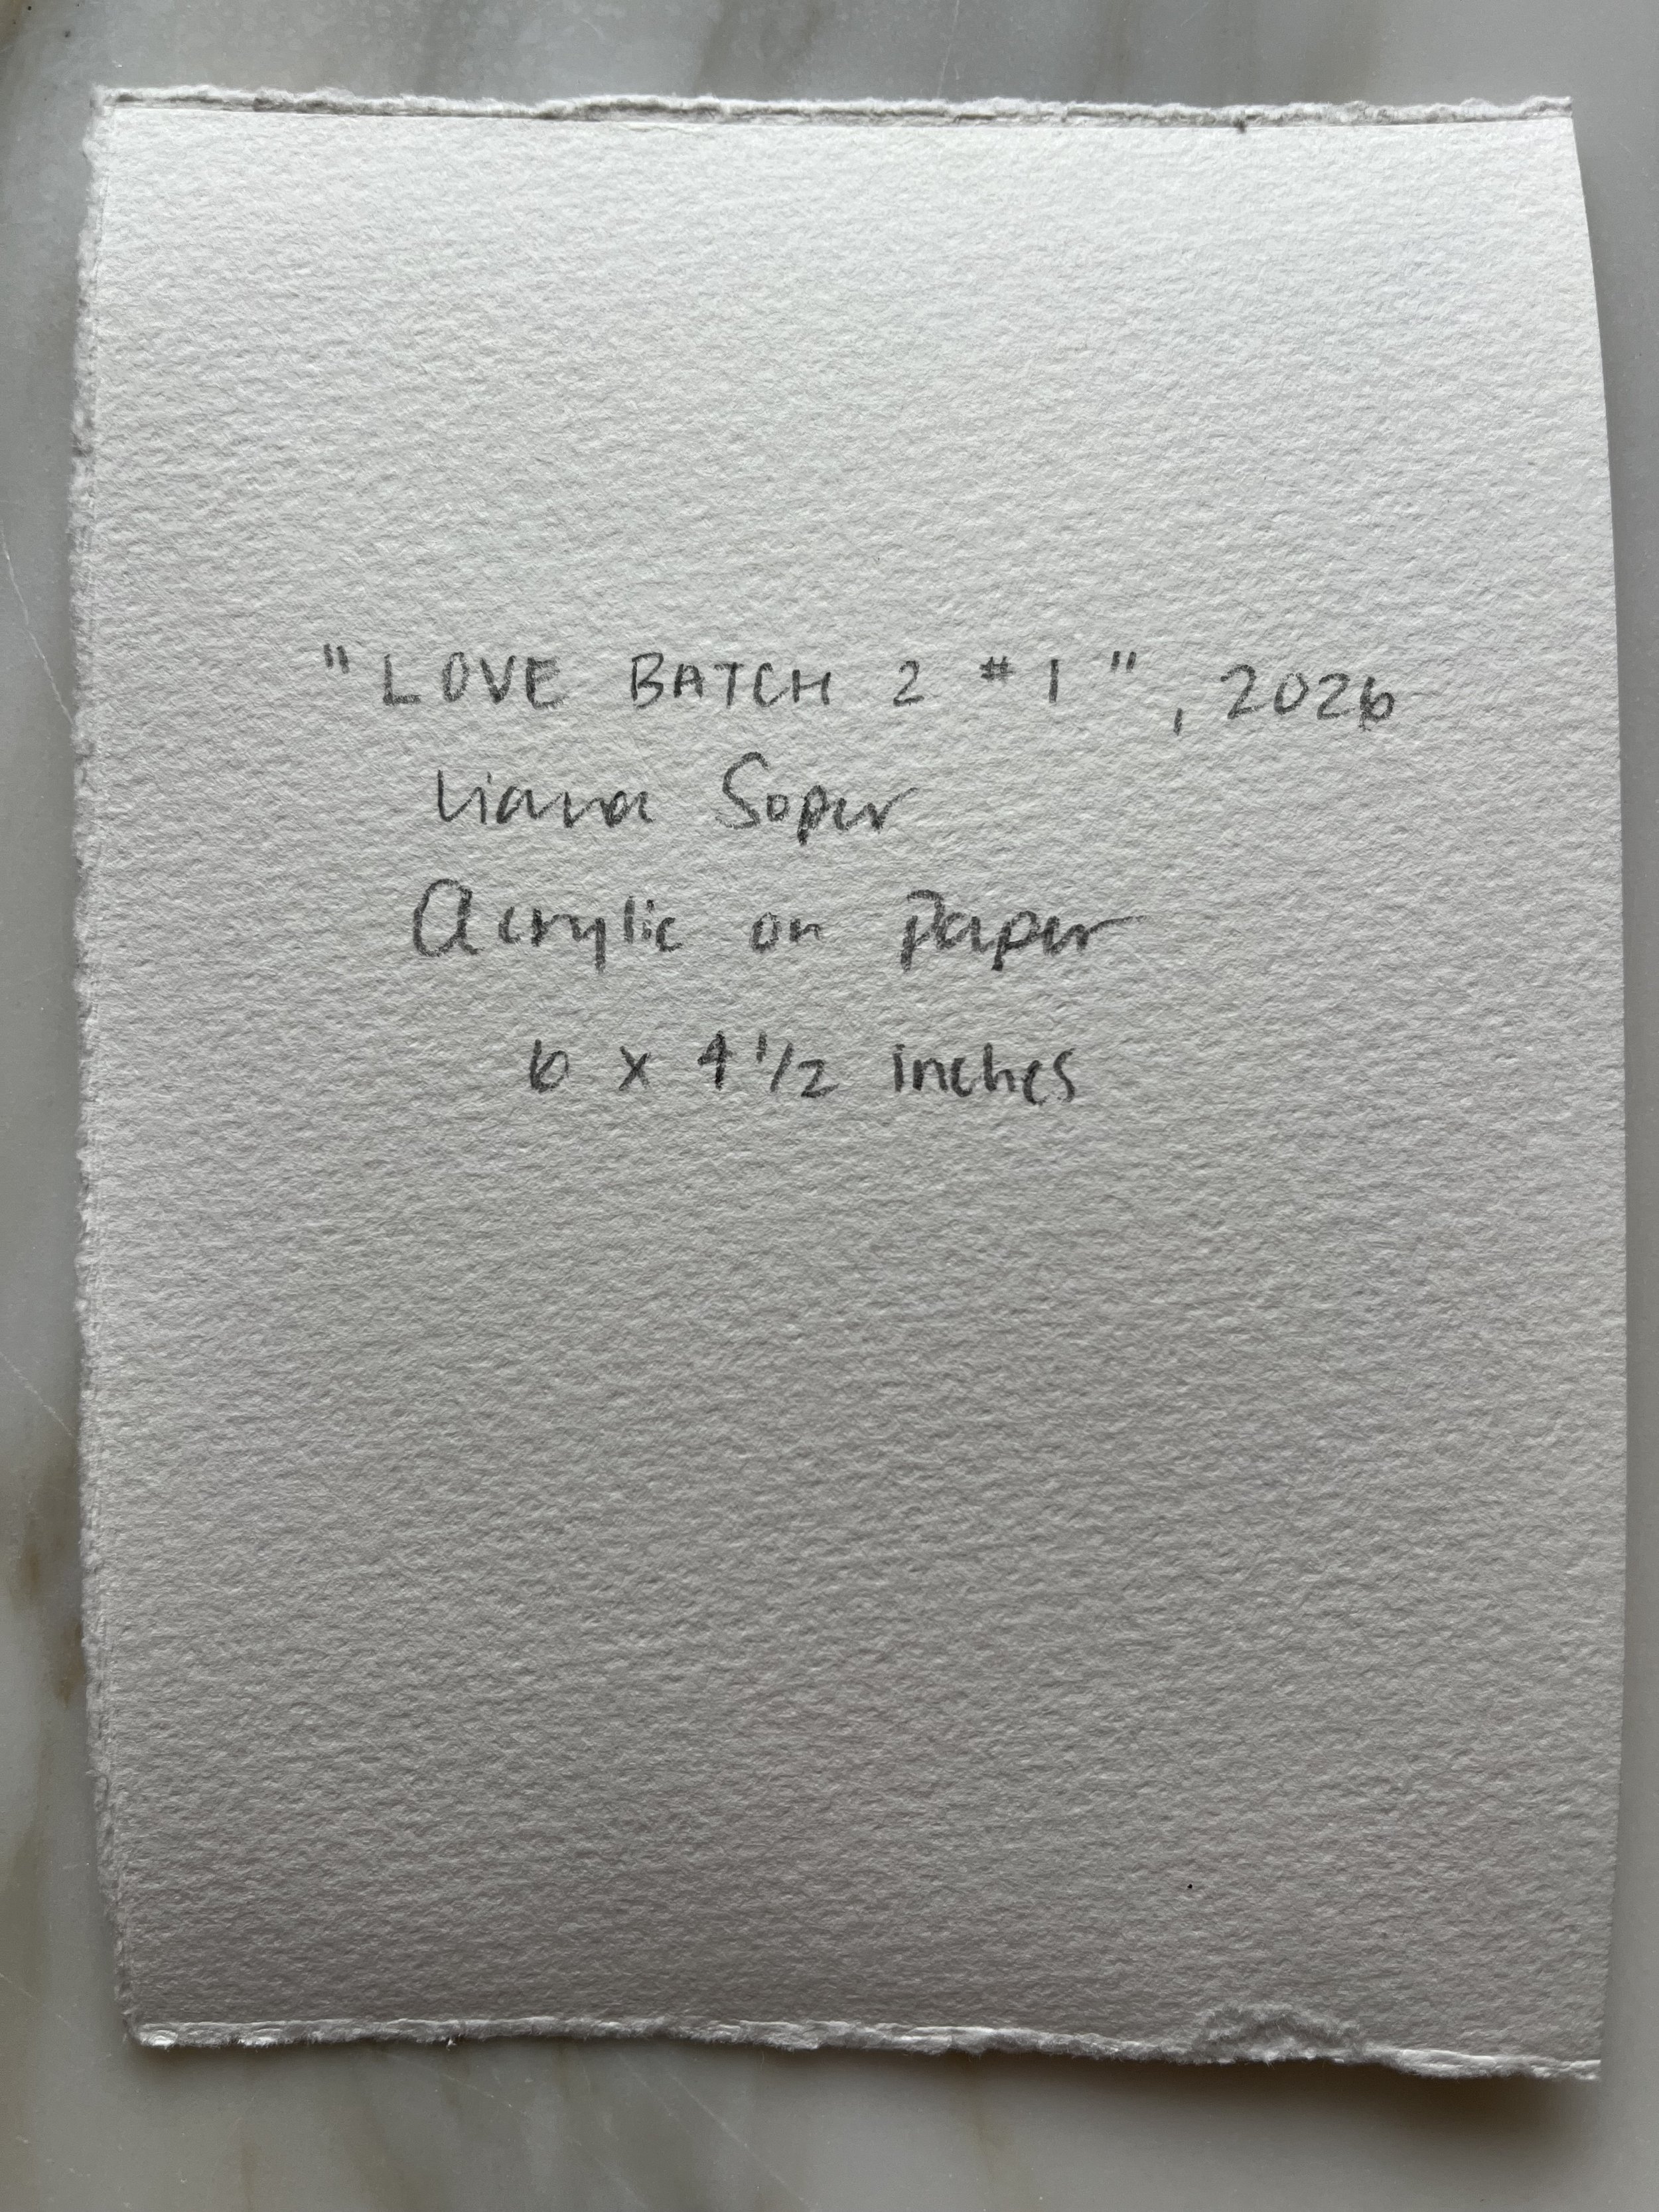 "LOVE BATCH 2 #1", 2026
Liana Soper
Acrylic on Paper
6 x 4 1/2 inches